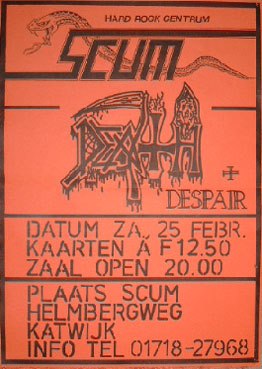 HARD ROCK CENTRUM
SCUM
DEATH
+
DESPAIR
DATUM ZA., 25 FEBR.
KAARTEN A F 12.50
ZAAL OPEN 20.00
PLAATS SCUM
HELMBERGWEG
KATWIJK
INFO TEL 01718-27968